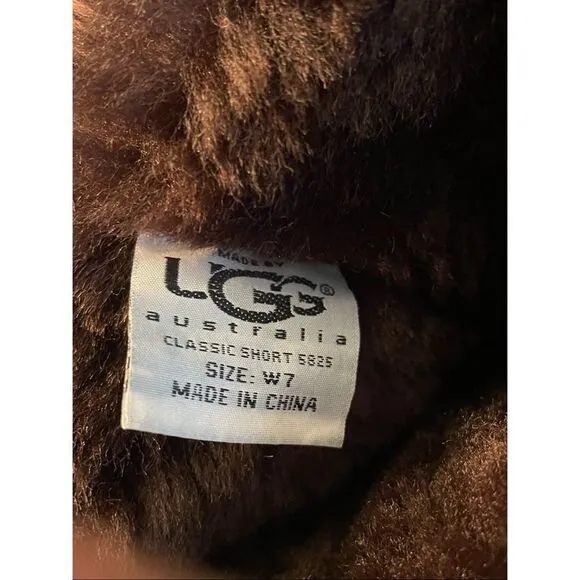 MADE BY
UGG®
australia
CLASSIC SHORT 5825
SIZE: W7
MADE IN CHINA